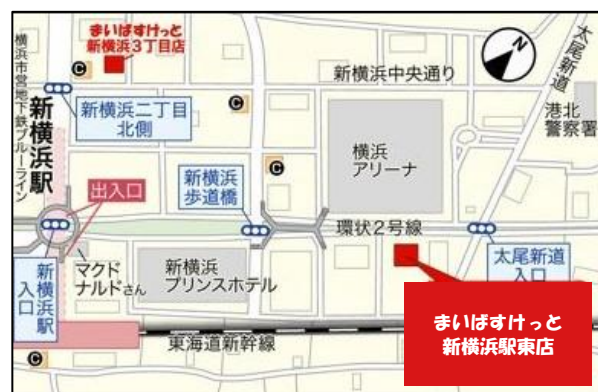 まいばすけっと
新横浜3丁目店
N
太尾新道
横浜市営地下鉄ブルーライン
新横浜駅
C
新横浜中央通り
新横浜二丁目
北側
C
港北
警察署
横浜
アリーナ
C
出入口
新横浜
歩道橋
環状2号線
太尾新道
入口
新横浜駅
入口
マクド
ナルドさん
新横浜
プリンスホテル
まいばすけっと
新横浜駅東店
東海道新幹線
C